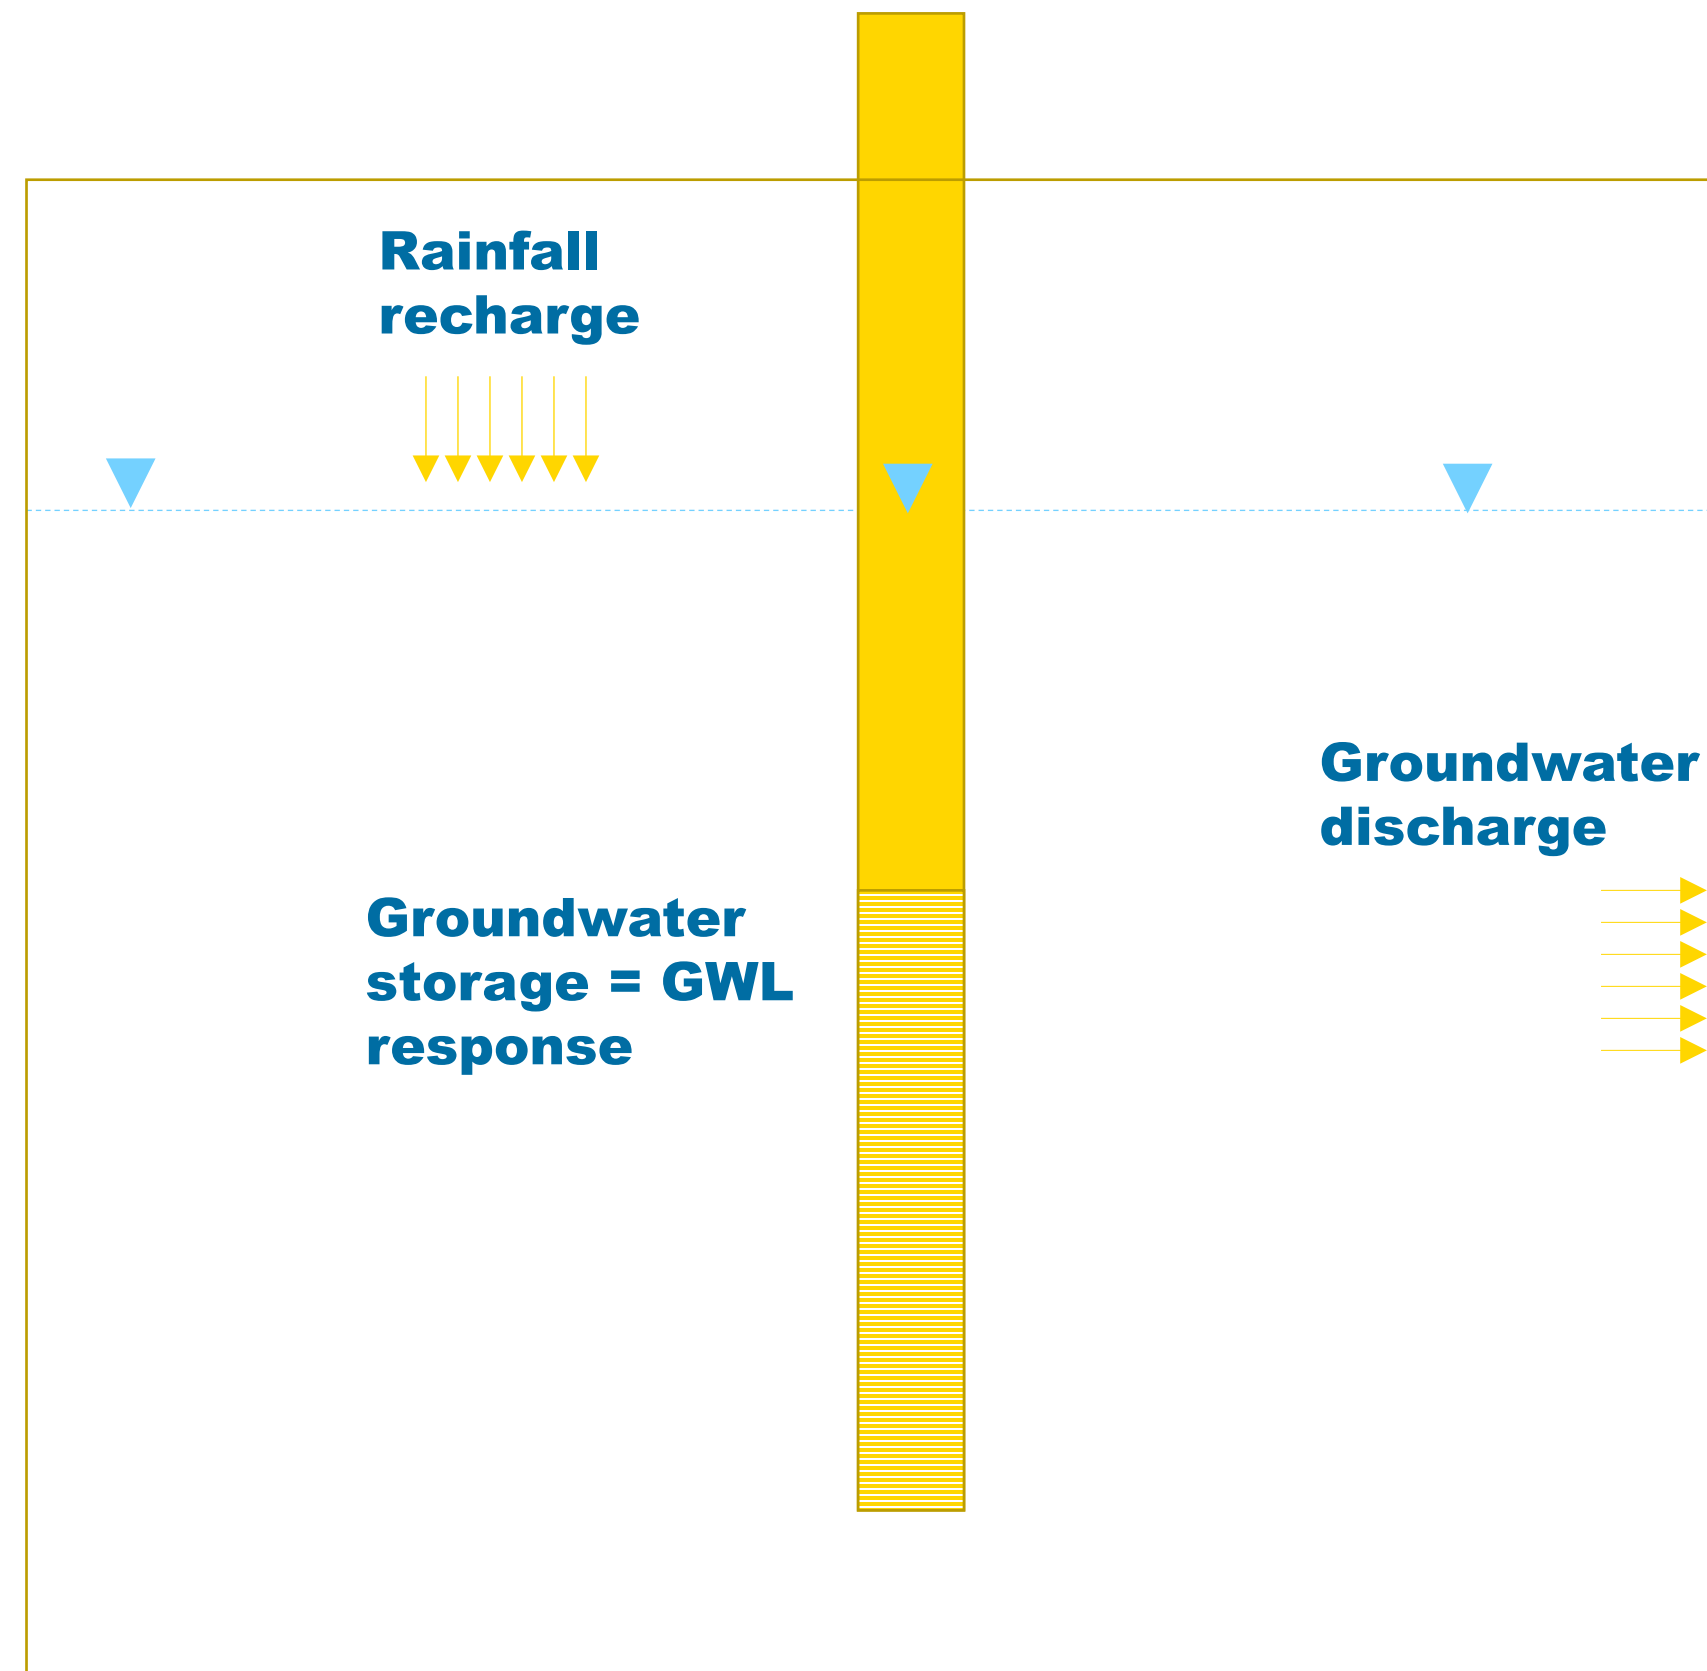 Rainfall
recharge
Groundwater
discharge
Groundwater
storage = GWL
response